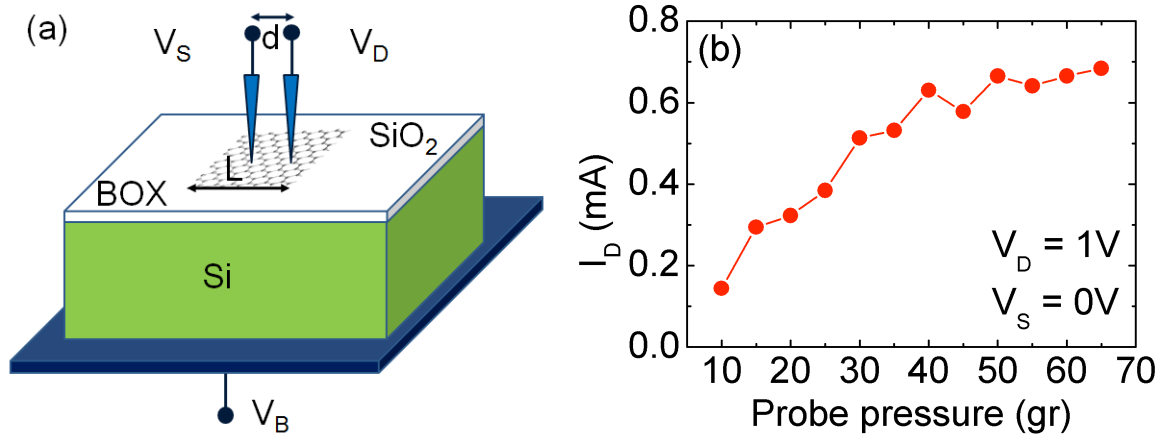 (a)
V_S
d
V_D
SiO₂
L
BOX
Si
V_B
(b)
0.8
0.6
0.4
0.2
0.0
I_D (mA)
V_D = 1V
V_S = 0V
10 20 30 40 50 60 70
Probe pressure (gr)